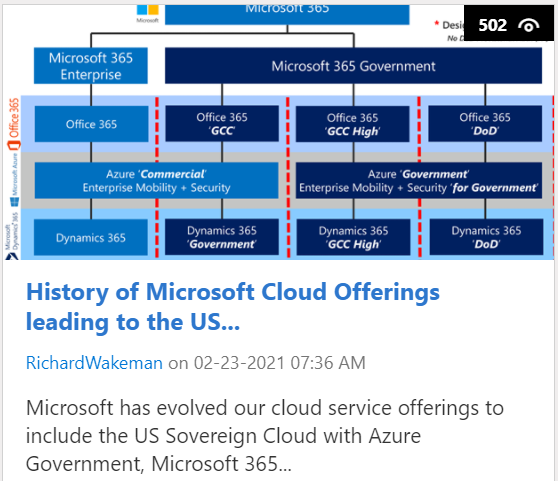 Microsoft 365
Microsoft
502
* Desig
No D
Microsoft 365
Enterprise
Microsoft 365 Government
Office 365
Office 365
Office 365
'GCC'
Office 365
'GCC High'
Office 365
'DoD'
Microsoft Azure
Azure 'Commercial'
Enterprise Mobility + Security
Azure 'Government'
Enterprise Mobility + Security 'for Government'
Microsoft
Dynamics 365
Dynamics 365
Dynamics 365
'Government'
Dynamics 365
'GCC High'
Dynamics 365
'DoD'
History of Microsoft Cloud Offerings
leading to the US...
RichardWakeman on 02-23-2021 07:36 AM
Microsoft has evolved our cloud service offerings to
include the US Sovereign Cloud with Azure
Government, Microsoft 365...